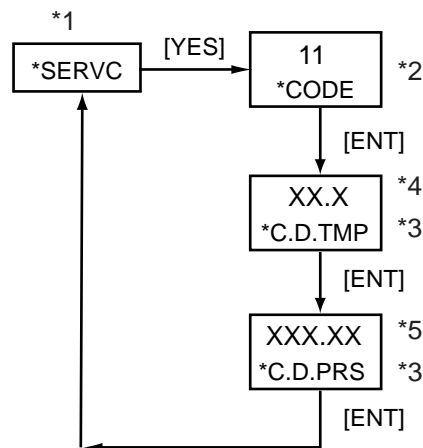 *1
*SERVC
[YES]
11
*CODE
*2
[ENT]
XX.X
*4
*C.D.TMP
*3
[ENT]
XXX.XX
*5
*C.D.PRS
*3
[ENT]